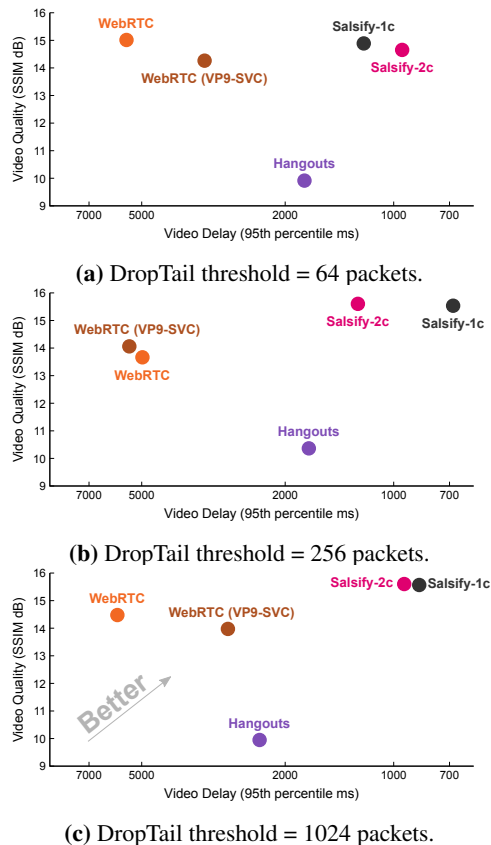 16
15
14
13
12
11
10
9
Video Quality (SSIM dB)
WebRTC
WebRTC (VP9-SVC)
Salsify-1c
Salsify-2c
Hangouts
7000 5000 2000 1000 700
Video Delay (95th percentile ms)
(a) DropTail threshold = 64 packets.
16
15
14
13
12
11
10
9
Video Quality (SSIM dB)
Salsify-2c
Salsify-1c
WebRTC (VP9-SVC)
WebRTC
Hangouts
7000 5000 2000 1000 700
Video Delay (95th percentile ms)
(b) DropTail threshold = 256 packets.
16
15
14
13
12
11
10
9
Video Quality (SSIM dB)
Salsify-2c
Salsify-1c
WebRTC
WebRTC (VP9-SVC)
Better
Hangouts
7000 5000 2000 1000 700
Video Delay (95th percentile ms)
(c) DropTail threshold = 1024 packets.